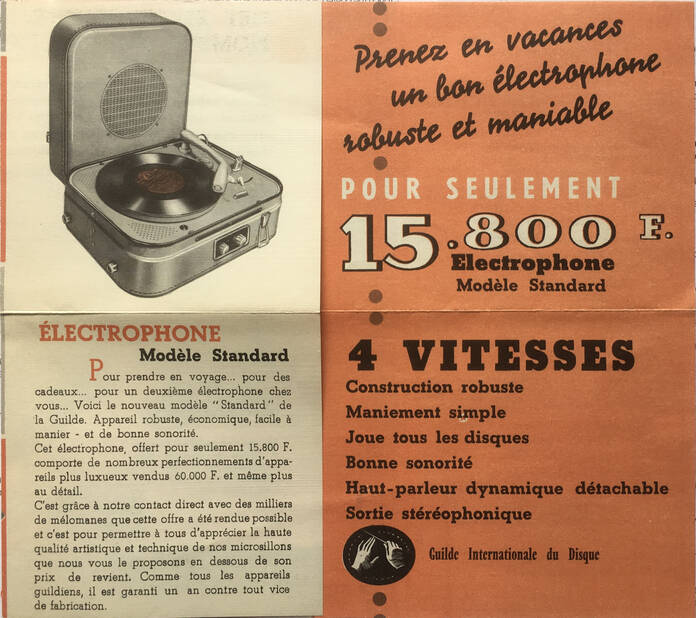 Prenez en vacances
un bon électrophone
robuste et maniable
POUR SEULEMENT
15.800 F.
Electrophone
Modèle Standard
ÉLECTROPHONE
Modèle Standard
Pour prendre en voyage... pour des
cadeaux... pour un deuxième électrophone chez
vous... Voici le nouveau modèle "Standard" de
la Guilde. Appareil robuste, économique, facile à
manier - et de bonne sonorité.
Cet électrophone, offert pour seulement 15.800 F.
comporte de nombreux perfectionnements d'appa-
reils plus luxueux vendus 60.000 F. et même plus
au détail.
C'est grâce à notre contact direct avec des milliers
de mélomanes que cette offre a été rendue possible
et c'est pour permettre à tous d'apprécier la haute
qualité artistique et technique de nos microsillons
que nous vous le proposons en dessous de son
prix de revient. Comme tous les appareils
guildiens, il est garanti un an contre tout vice
de fabrication.
4 VITESSES
Construction robuste
Maniement simple
Joue tous les disques
Bonne sonorité
Haut-parleur dynamique détachable
Sortie stéréophonique
Guilde Internationale du Disque